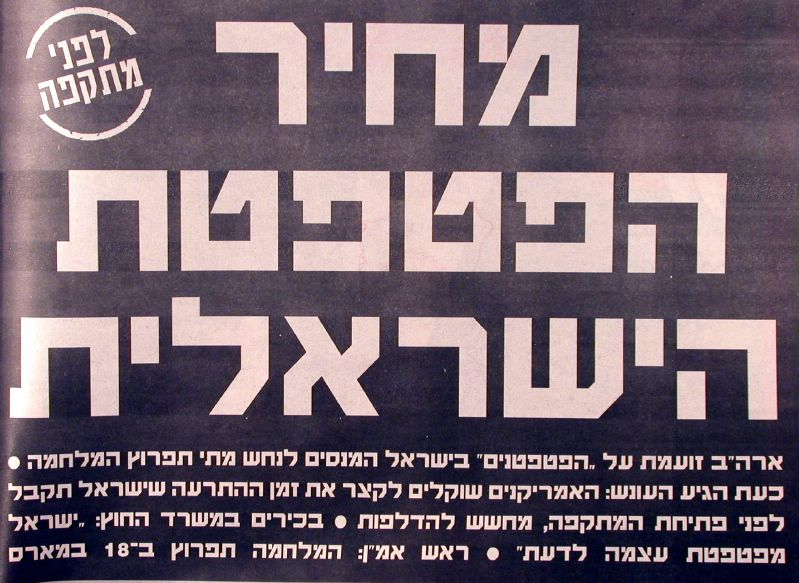 לפני
מתקפה
מחיר
הפטפטת
הישראלית
ארה"ב זועמת על „הפטפטנים" בישראל המנסים לנחש מתי תפרוץ המלחמה ●
כעת הגיע העונש: האמריקנים שוקלים לקצר את זמן ההתרעה שישראל תקבל
לפני פתיחת המתקפה, מחשש להדלפות ● בכירים במשרד החוץ: „ישראל
מפטפטת עצמה לדעת" ● ראש אמ"ן: המלחמה תפרוץ ב־18 במארס